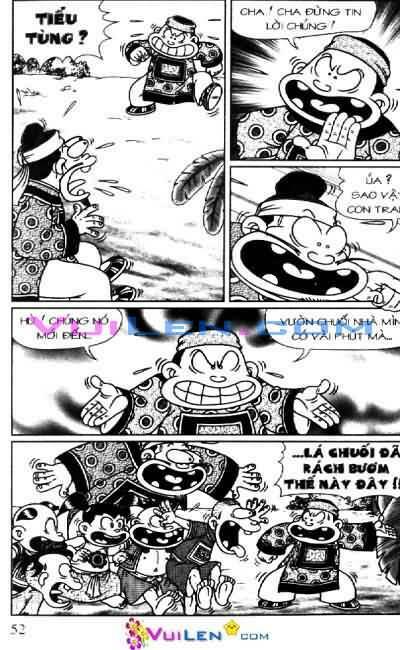 TIẾU
TÙNG?
CHA! CHA ĐỪNG TIN
LỜI CHÚNG!
ỦA?
SAO VẬY
CON TRAI
HỪ! CHÚNG NÓ
MỚI ĐẾN...
VƯỜN CHUỐI NHÀ MÌNH
CÓ VÀI PHÚT MÀ...
VUILEN.COM
...LÁ CHUỐI ĐÃ
RÁCH BƯƠM
THẾ NÀY ĐÂY!!
52
VUILEN.COM